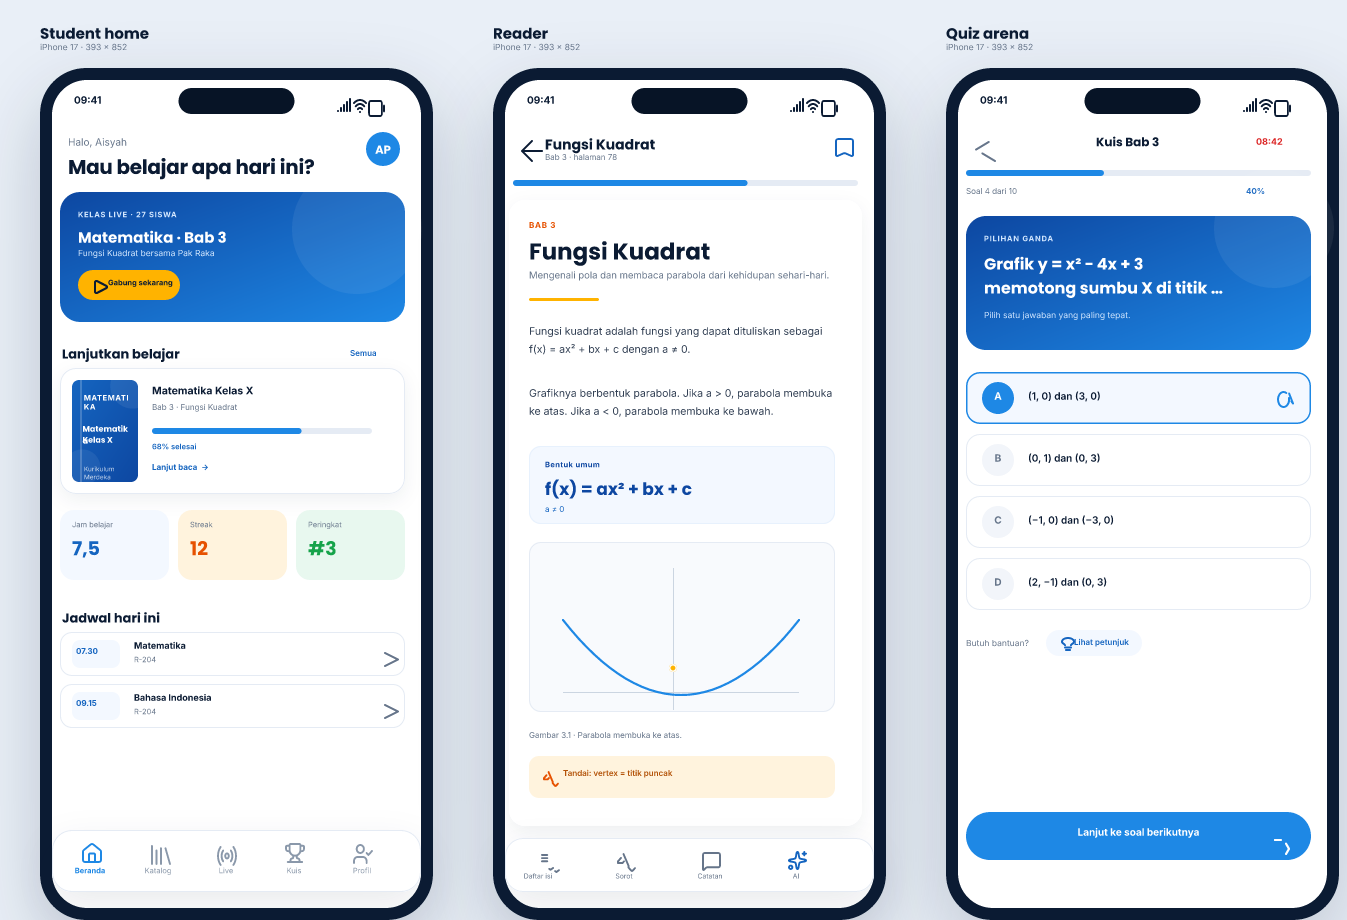 Student home
iPhone 17 · 393 × 852
09:41
Halo, Aisyah
AP
Mau belajar apa hari ini?
KELAS LIVE · 27 SISWA
Matematika · Bab 3
Fungsi Kuadrat bersama Pak Raka
Gabung sekarang
Lanjutkan belajar
Semua
MATEMATI
KA
Matematik
a
Kelas X
Kurikulum
Merdeka
Matematika Kelas X
Bab 3 · Fungsi Kuadrat
68% selesai
Lanjut baca →
Jam belajar
7,5
Streak
12
Peringkat
#3
Jadwal hari ini
07.30
Matematika
R-204
09.15
Bahasa Indonesia
R-204
Beranda
Katalog
Live
Kuis
Profil
Reader
iPhone 17 · 393 × 852
09:41
Fungsi Kuadrat
Bab 3 · halaman 78
BAB 3
Fungsi Kuadrat
Mengenali pola dan membaca parabola dari kehidupan sehari-hari.
Fungsi kuadrat adalah fungsi yang dapat dituliskan sebagai
f(x) = ax² + bx + c dengan a ≠ 0.
Grafiknya berbentuk parabola. Jika a > 0, parabola membuka
ke atas. Jika a < 0, parabola membuka ke bawah.
Bentuk umum
f(x) = ax² + bx + c
a ≠ 0
Gambar 3.1 · Parabola membuka ke atas.
Tandai: vertex = titik puncak
Daftar isi
Sorot
Catatan
AI
Quiz arena
iPhone 17 · 393 × 852
09:41
Kuis Bab 3
08:42
Soal 4 dari 10
40%
PILIHAN GANDA
Grafik y = x² − 4x + 3
memotong sumbu X di titik ...
Pilih satu jawaban yang paling tepat.
A
(1, 0) dan (3, 0)
B
(0, 1) dan (0, 3)
C
(−1, 0) dan (−3, 0)
D
(2, −1) dan (0, 3)
Butuh bantuan?
Lihat petunjuk
Lanjut ke soal berikutnya